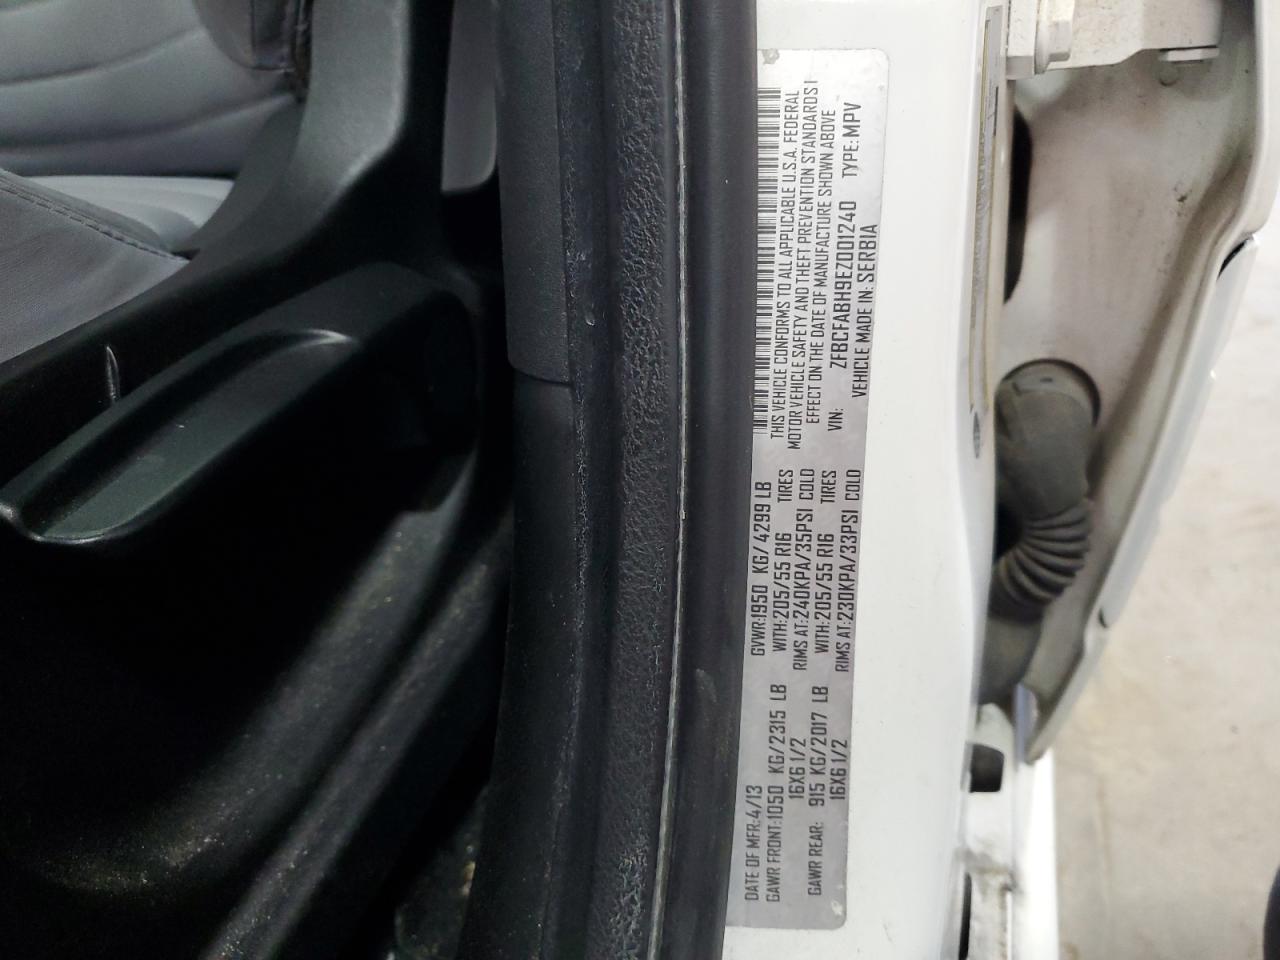 DATE OF MFR: 4/13 GVWR: 1950 KG/ 4299 LB
GAWR FRONT: 1050 KG/2315 LB WITH: 205/55 R16 TIRES
16X6 1/2 RIMS AT: 240KPA/35PSI COLD
GAWR REAR: 915 KG/2017 LB WITH: 205/55 R16 TIRES
16X6 1/2 RIMS AT: 230KPA/33PSI COLD
THIS VEHICLE CONFORMS TO ALL APPLICABLE U.S.A. FEDERAL
MOTOR VEHICLE SAFETY AND THEFT PREVENTION STANDARDS I
EFFECT ON THE DATE OF MANUFACTURE SHOWN ABOVE
VIN: ZFBCFABH9EZ001240 TYPE: MPV
VEHICLE MADE IN: SERBIA